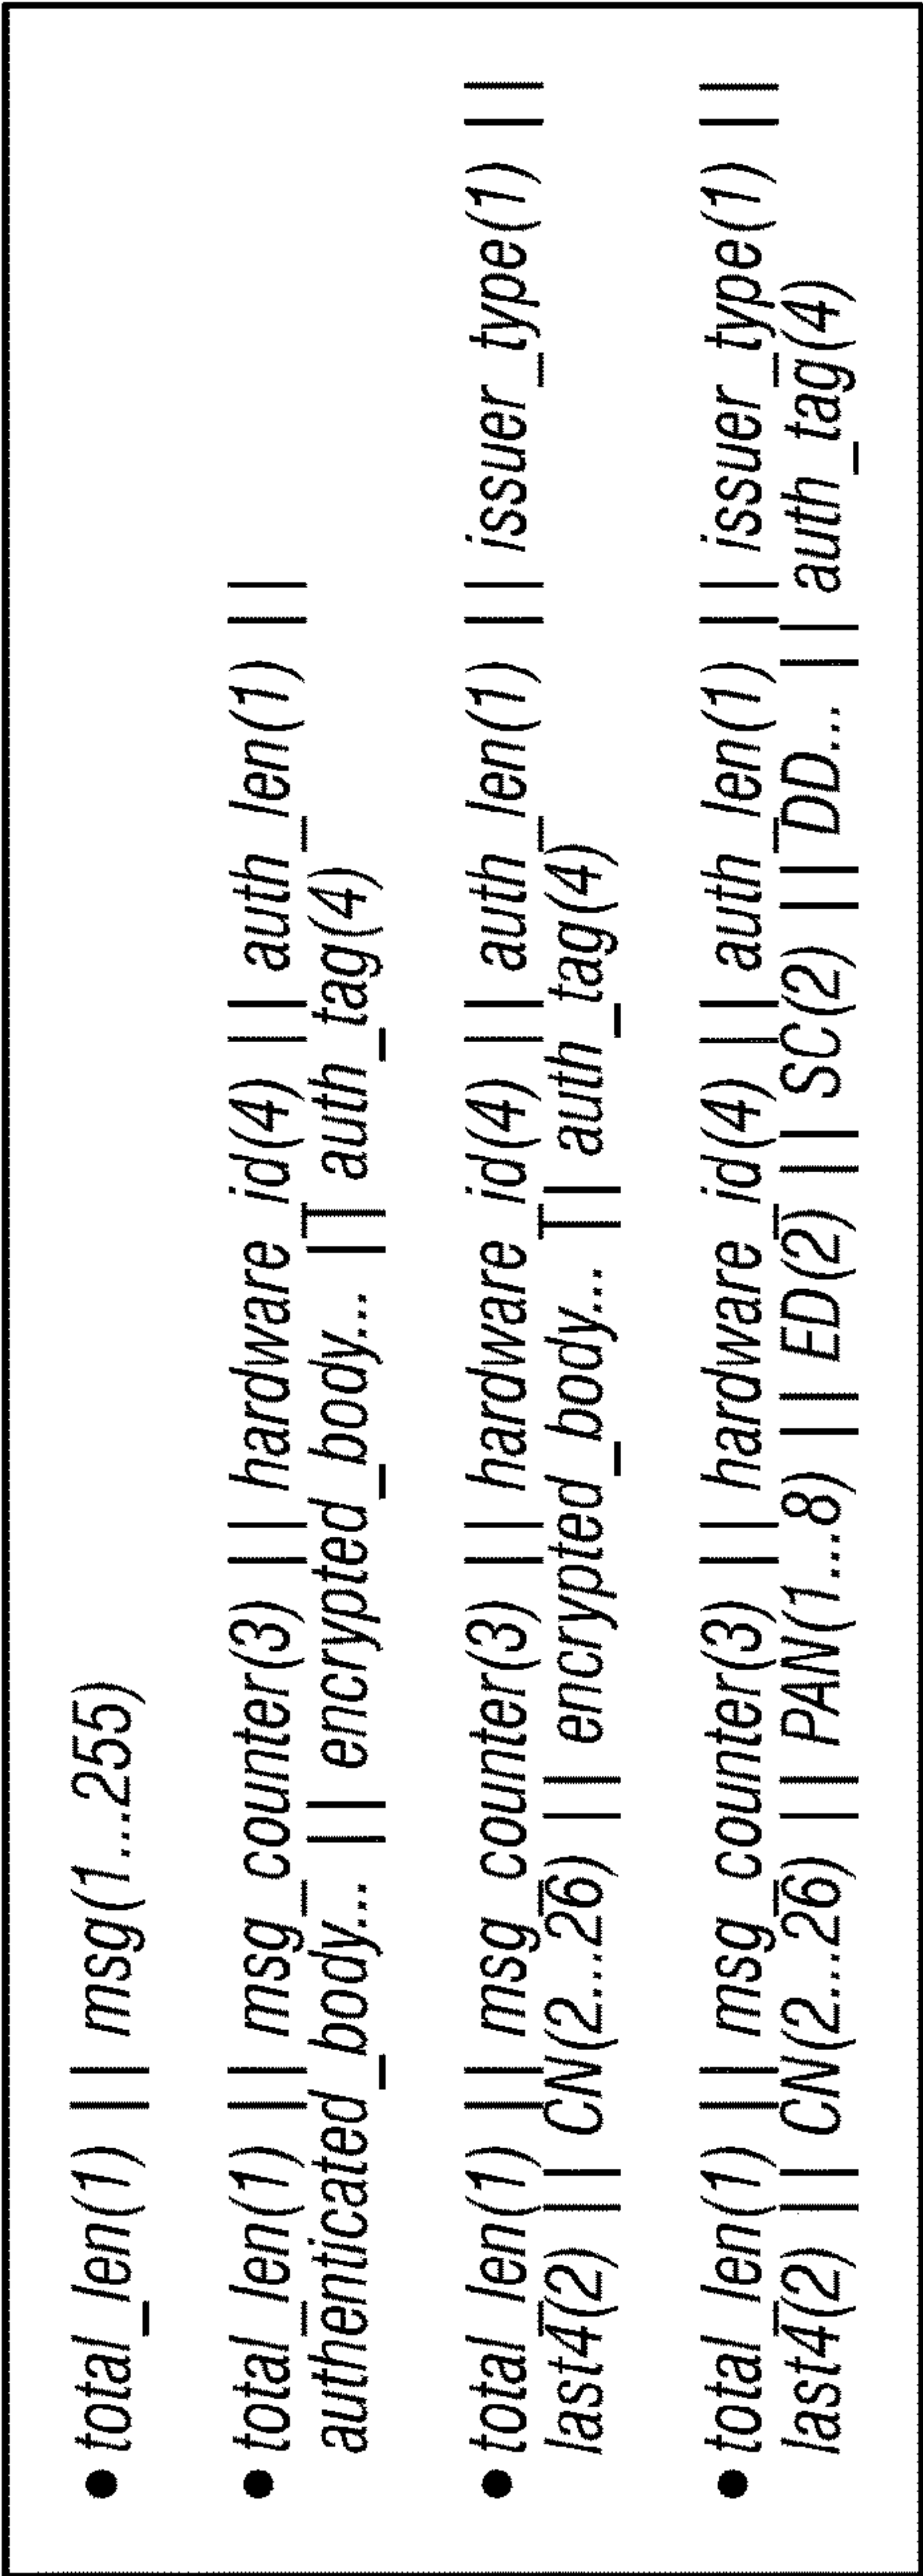 • total_len(1) || msg(1...255)
• total_len(1) || msg_counter(3) || hardware_id(4) || auth_len(1) ||
authenticated_body... || encrypted_body... || auth_tag(4)
• total_len(1) || msg_counter(3) || hardware_id(4) || auth_len(1) || issuer_type(1) ||
last4(2) || CN(2...26) || encrypted_body... || auth_tag(4)
• total_len(1) || msg_counter(3) || hardware_id(4) || auth_len(1) || issuer_type(1) ||
last4(2) || CN(2...26) || PAN(1...8) || ED(2) || SC(2) || DD... || auth_tag(4)